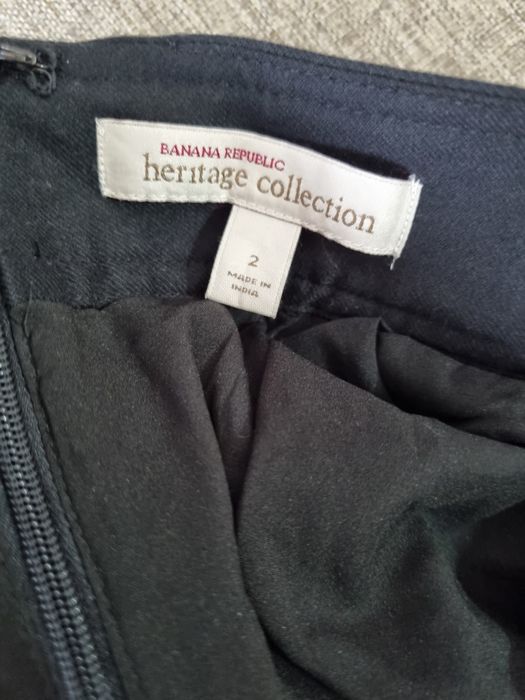 BANANA REPUBLIC
heritage collection
2
MADE IN
INDIA